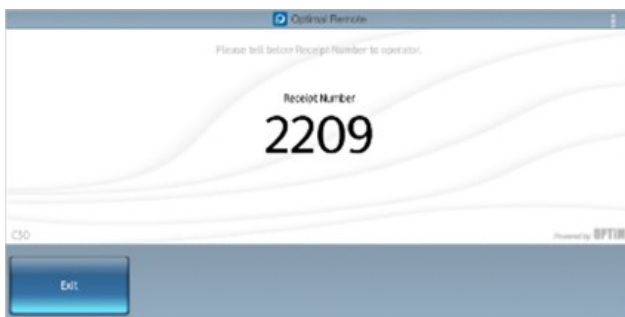 Optimal Remote
Please tell below Receipt Number to operator.
Receipt Number
2209
C50
Powered by OPTIM
Exit